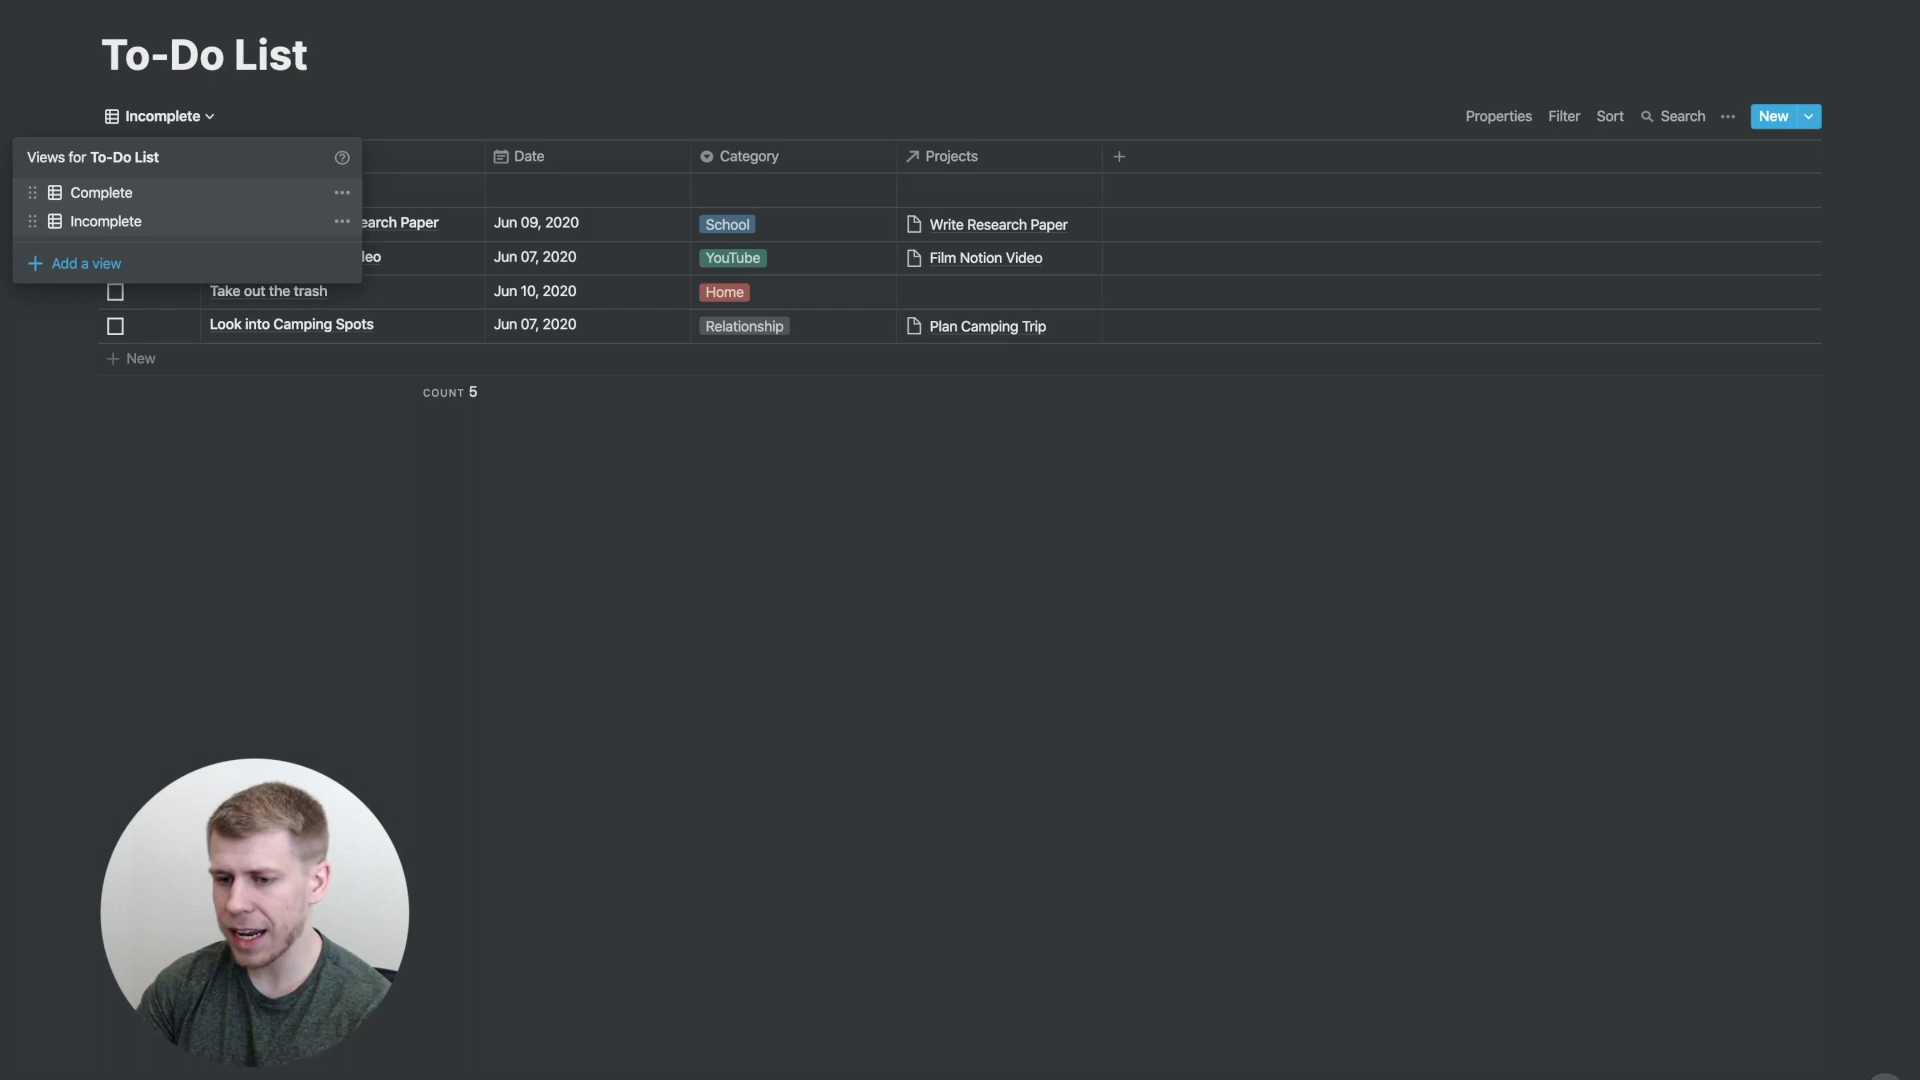 To-Do List
Incomplete
Properties Filter Sort Search New
Views for To-Do List
Date Category Projects
Complete
Incomplete
earch Paper Jun 09, 2020 School Write Research Paper
leo Jun 07, 2020 YouTube Film Notion Video
Add a view
Take out the trash Jun 10, 2020 Home
Look into Camping Spots Jun 07, 2020 Relationship Plan Camping Trip
New
COUNT 5